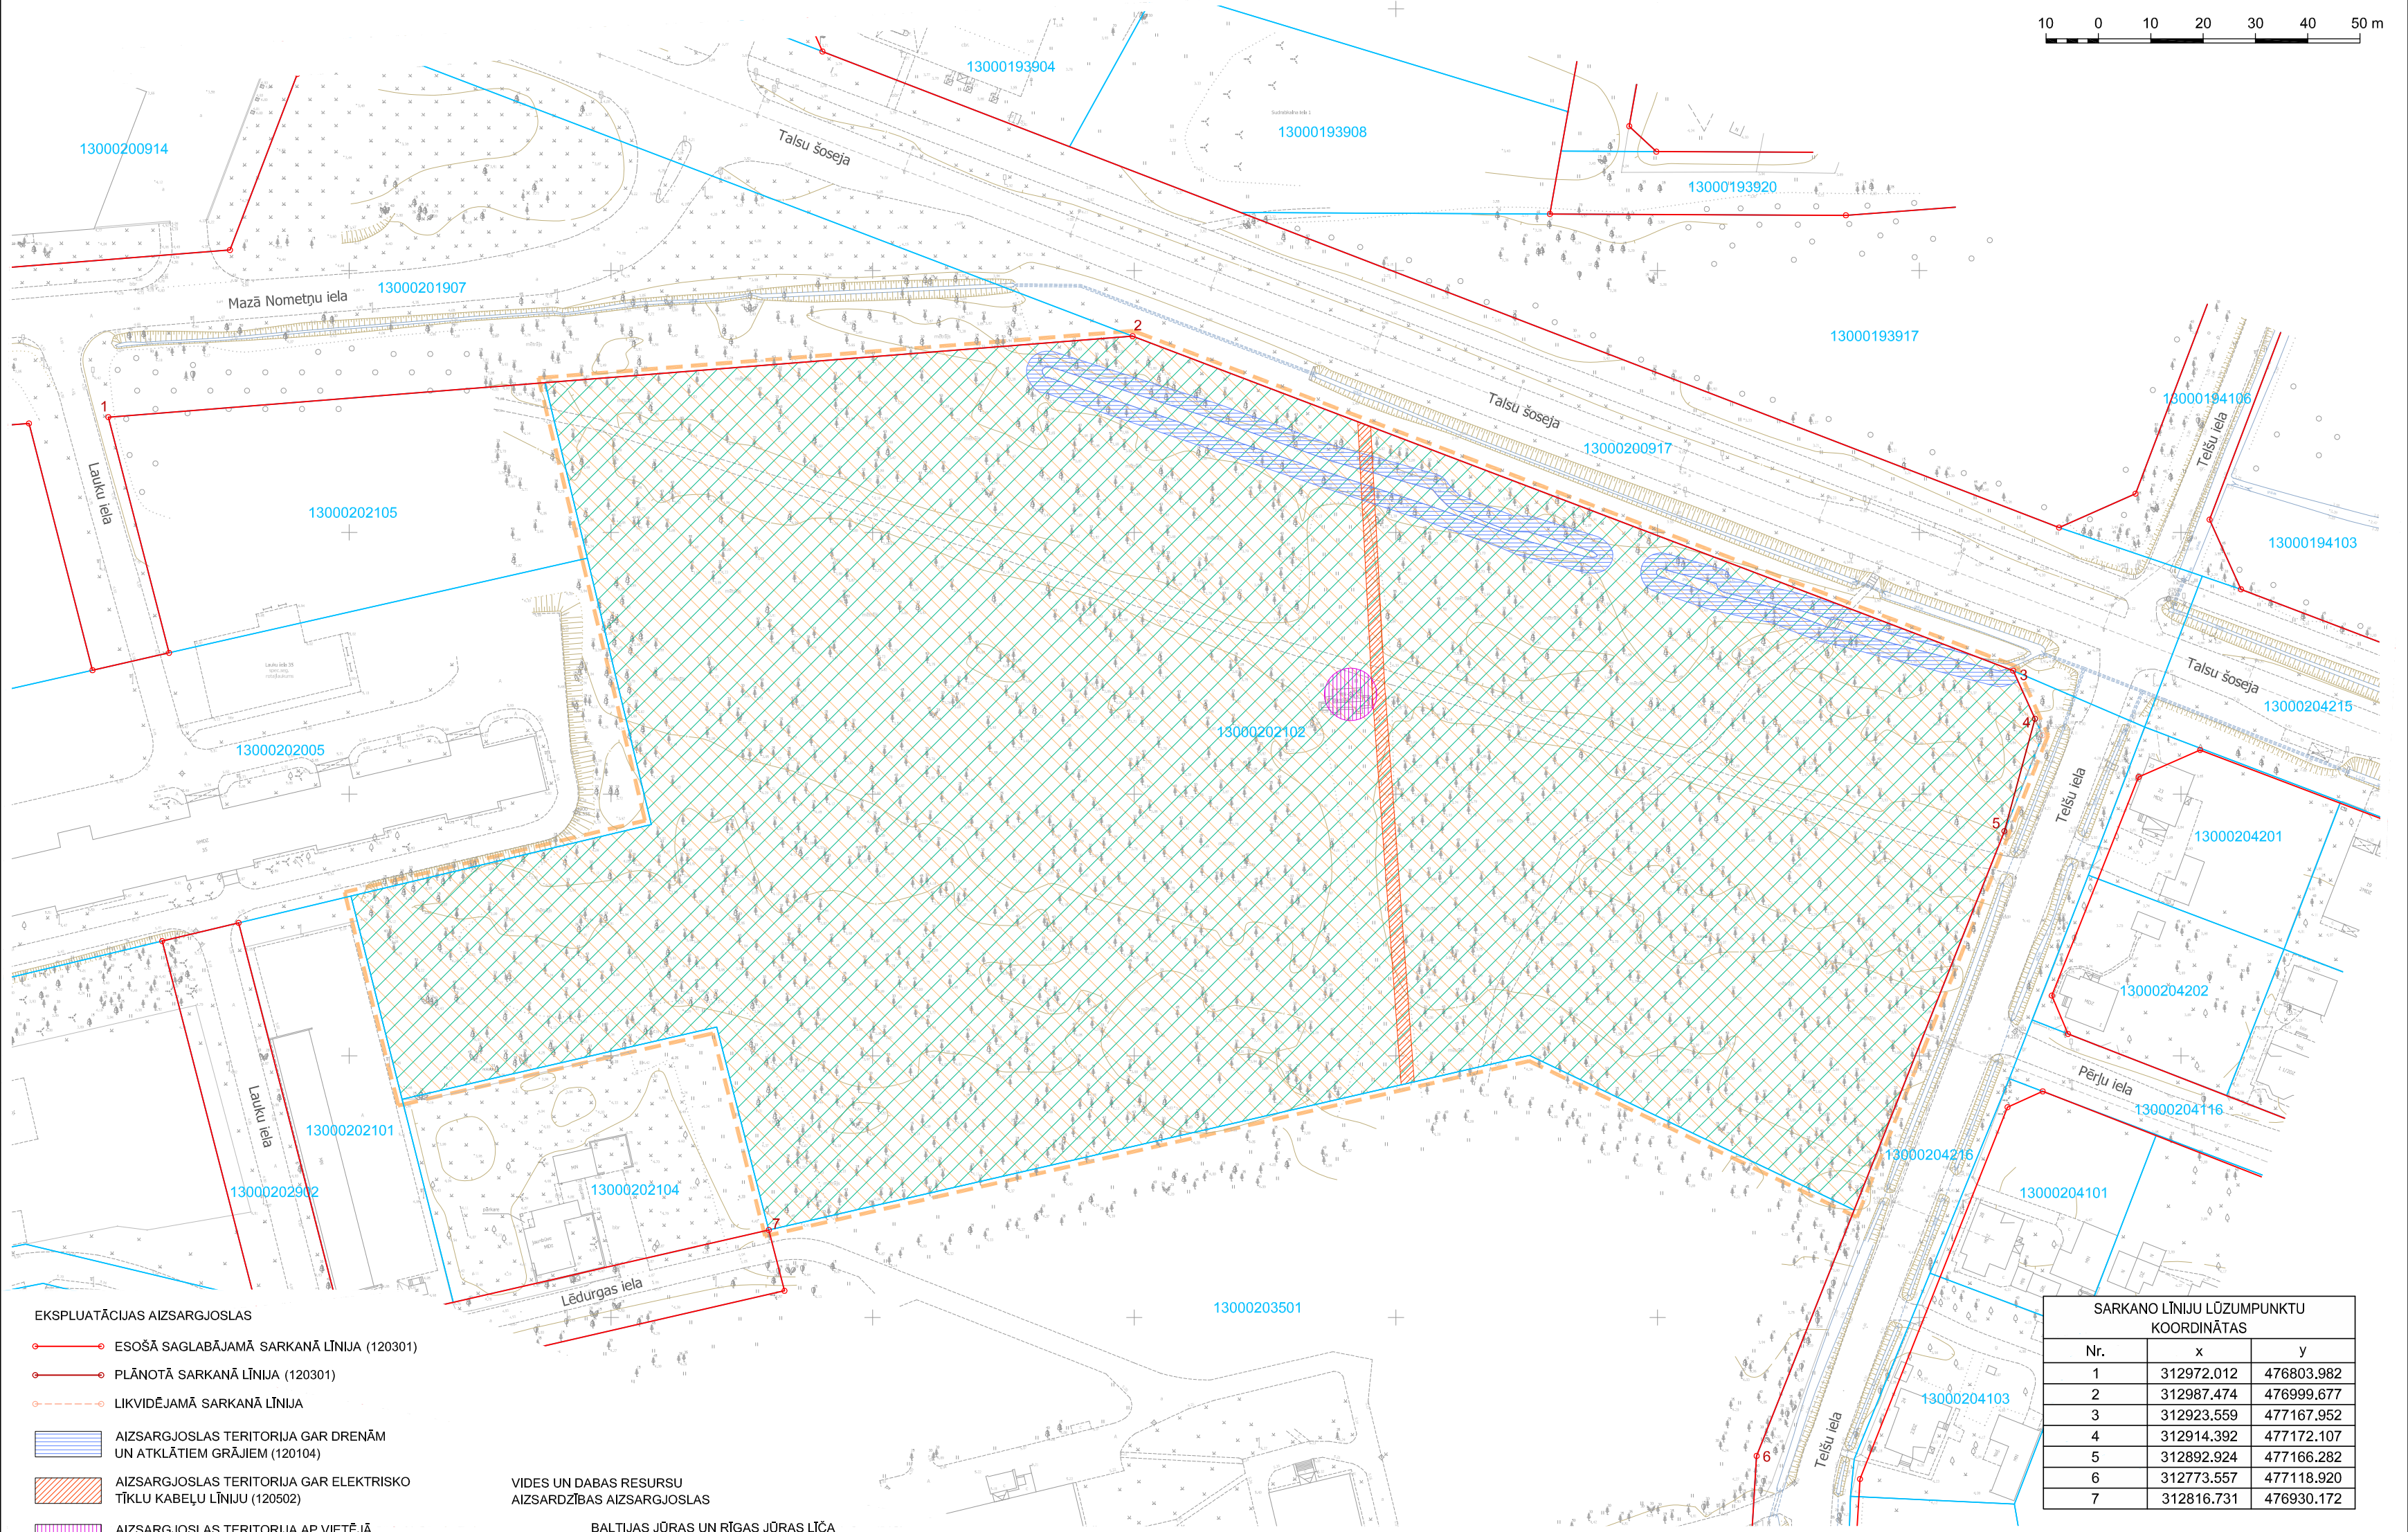 10 0 10 20 30 40 50 m
13000193904
13000193908
13000200914
Talsu šoseja
13000193920
Mazā Nometņu iela
13000201907
13000193917
2
1
Talsu šoseja
13000200917
13000194106
Telšu iela
Lauku iela
13000202105
13000194103
Talsu šoseja
3
4
13000204215
13000202005
13000202102
5
Telšu iela
13000204201
13000204202
Pērļu iela
13000204116
Lauku iela
13000202101
13000204216
13000202902
13000202104
13000204101
7
Lēdurgas iela
13000203501
13000204103
6
Telšu iela
EKSPLUATĀCIJAS AIZSARGJOSLAS
ESOŠĀ SAGLABĀJAMĀ SARKANĀ LĪNIJA (120301)
PLĀNOTĀ SARKANĀ LĪNIJA (120301)
LIKVIDĒJAMĀ SARKANĀ LĪNIJA
AIZSARGJOSLAS TERITORIJA GAR DRENĀM
UN ATKLĀTIEM GRĀJIEM (120104)
AIZSARGJOSLAS TERITORIJA GAR ELEKTRISKO
TĪKLU KABEĻU LĪNIJU (120502)
AIZSARGJOSLAS TERITORIJA AP VIETĒJĀ
VIDES UN DABAS RESURSU
AIZSARDZĪBAS AIZSARGJOSLAS
BALTIJAS JŪRAS UN RĪGAS JŪRAS LĪČA
SARKANO LĪNIJU LŪZUMPUNKTU
KOORDINĀTAS
Nr. x y
1 312972.012 476803.982
2 312987.474 476999.677
3 312923.559 477167.952
4 312914.392 477172.107
5 312892.924 477166.282
6 312773.557 477118.920
7 312816.731 476930.172